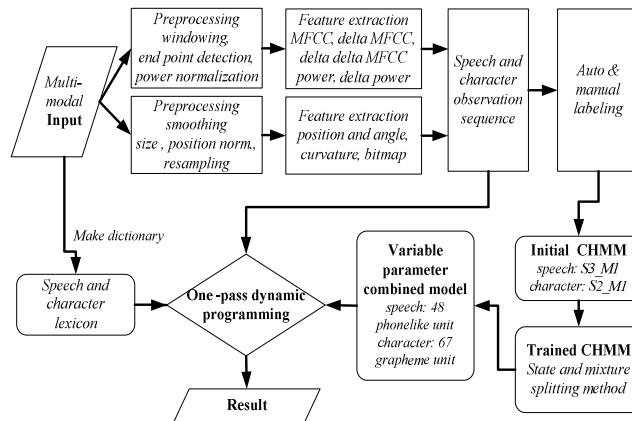 Multi-
modal
Input
Preprocessing
windowing,
end point detection,
power normalization
Feature extraction
MFCC, delta MFCC,
delta delta MFCC
power, delta power
Preprocessing
smoothing
size , position norm.,
resampling
Feature extraction
position and angle,
curvature, bitmap
Speech and
character
observation
sequence
Auto &
manual
labeling
Make dictionary
Speech and
character
lexicon
One -pass dynamic
programming
Variable
parameter
combined model
speech: 48
phonelike unit
character: 67
grapheme unit
Initial CHMM
speech: S3_M1
character: S2_M1
Trained CHMM
State and mixture
splitting method
Result